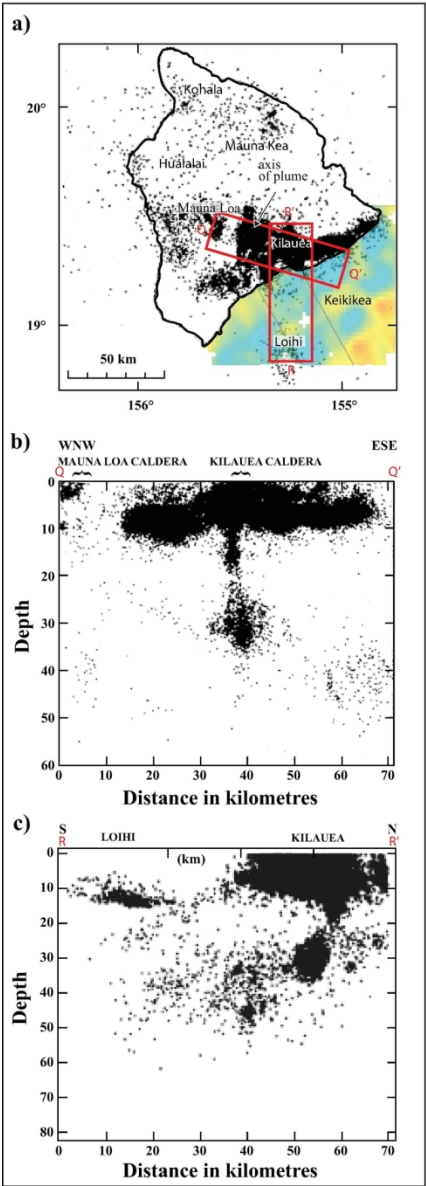 a)
Kohala
20°
Mauna Kea
Hualalai
axis
of plume
Mauna Loa
R'
Q
Kilauea
Q'
Keikikea
19°
Loihi
50 km
R
156°
155°
b)
WNW
ESE
Q
MAUNA LOA CALDERA
KILAUEA CALDERA
Q'
0
10
20
30
40
50
60
Depth
0
10
20
30
40
50
60
70
Distance in kilometres
c)
S
N
R
LOIHI
KILAUEA
R'
(km)
0
10
20
30
40
50
60
70
80
Depth
0
10
20
30
40
50
60
70
Distance in kilometres